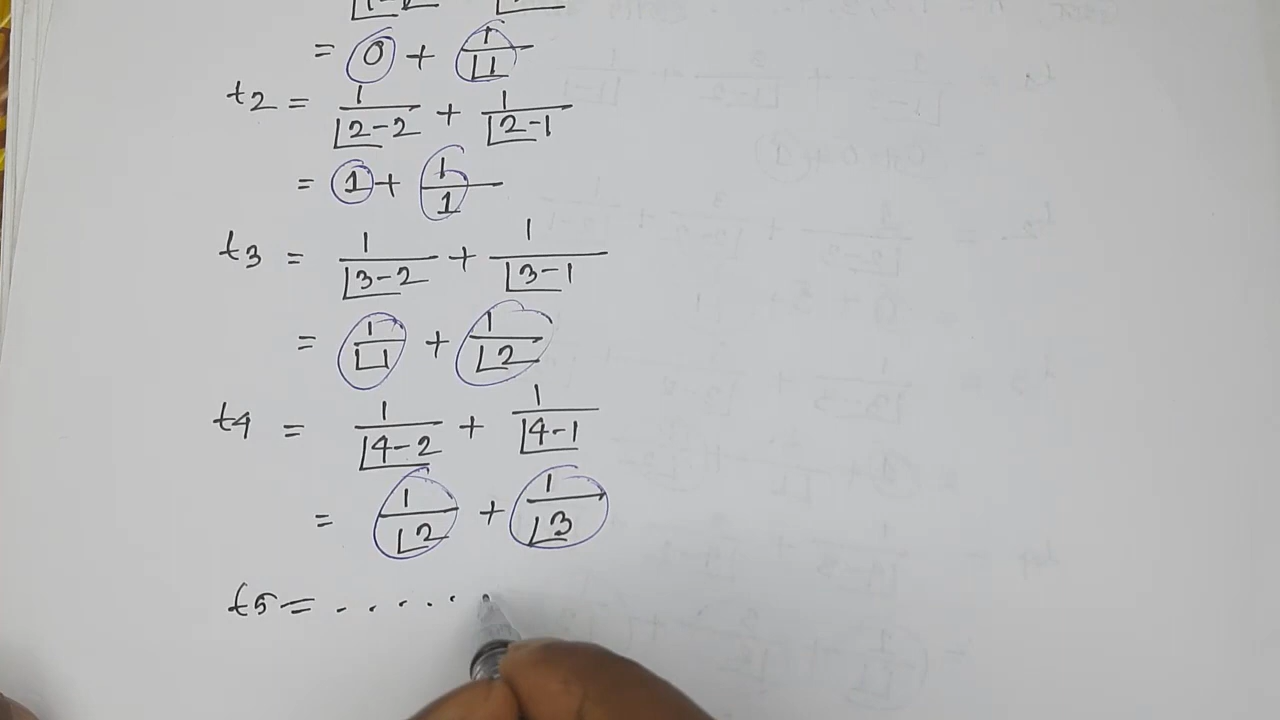 = 0 + 1/⌊1
t2 = 1/⌊2-2 + 1/⌊2-1
= 1 + 1/1
t3 = 1/⌊3-2 + 1/⌊3-1
= 1/⌊1 + 1/⌊2
t4 = 1/⌊4-2 + 1/⌊4-1
= 1/⌊2 + 1/⌊3
t5 = . . . . . .